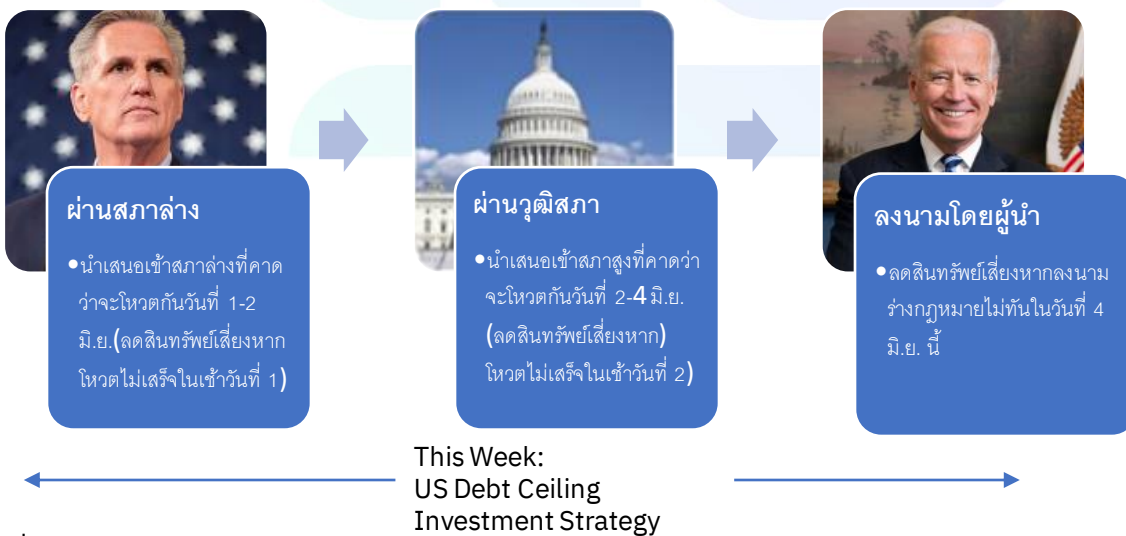 ผ่านสภาล่าง
•นำเสนอเข้าสภาล่างที่คาด
ว่าจะโหวตกันวันที่ 1-2
มิ.ย.(ลดสินทรัพย์เสี่ยงหาก
โหวตไม่เสร็จในเช้าวันที่ 1)
ผ่านวุฒิสภา
•นำเสนอเข้าสภาสูงที่คาดว่า
จะโหวตกันวันที่ 2-4 มิ.ย.
(ลดสินทรัพย์เสี่ยงหาก)
โหวตไม่เสร็จในเช้าวันที่ 2)
ลงนามโดยผู้นำ
•ลดสินทรัพย์เสี่ยงหากลงนาม
ร่างกฎหมายไม่ทันในวันที่ 4
มิ.ย. นี้
This Week:
US Debt Ceiling
Investment Strategy